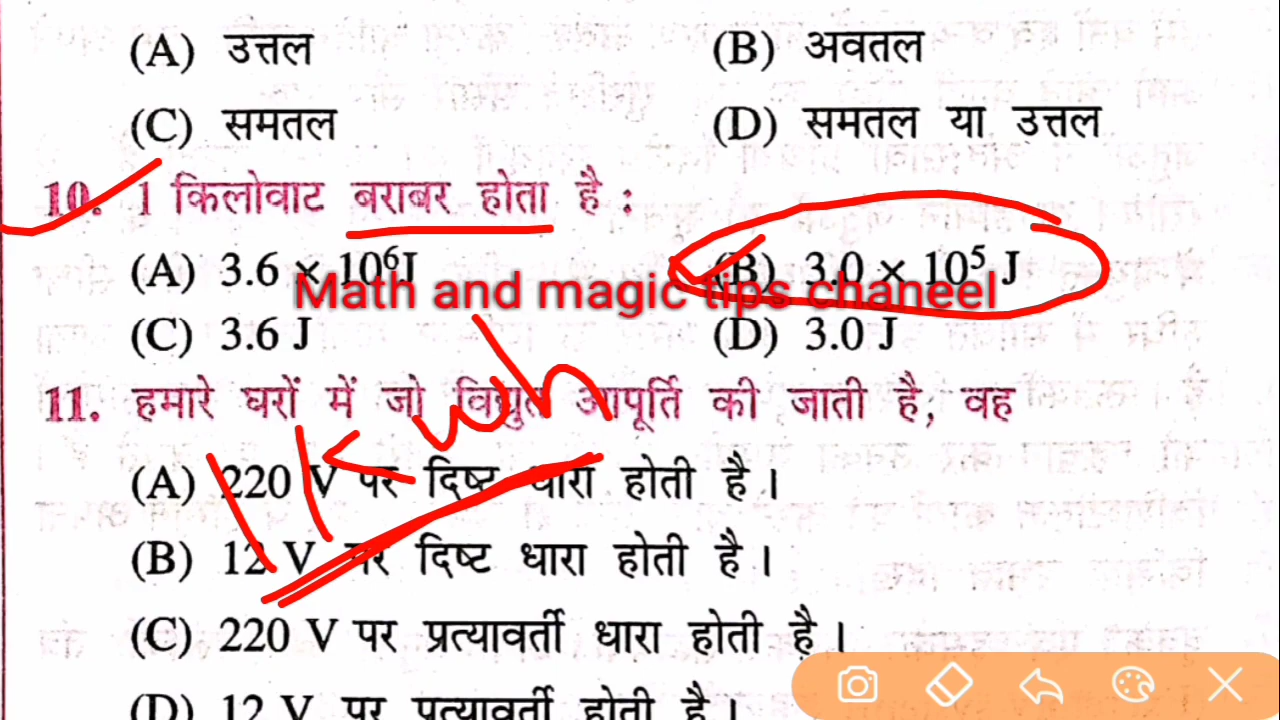 (A) उत्तल (B) अवतल
(C) समतल (D) समतल या उत्तल
10. 1 किलोवाट बराबर होता है :
(A) 3.6 × 10⁶J (B) 3.0 × 10⁵ J
Math and magic tips chaneel
(C) 3.6 J (D) 3.0 J
11. हमारे घरों में जो विद्युत आपूर्ति की जाती है, वह
1 Kwh
(A) 220 V पर दिष्ट धारा होती है ।
(B) 12 V पर दिष्ट धारा होती है ।
(C) 220 V पर प्रत्यावर्ती धारा होती है ।
(D) 12 V पर प्रत्यावर्ती होती है ।